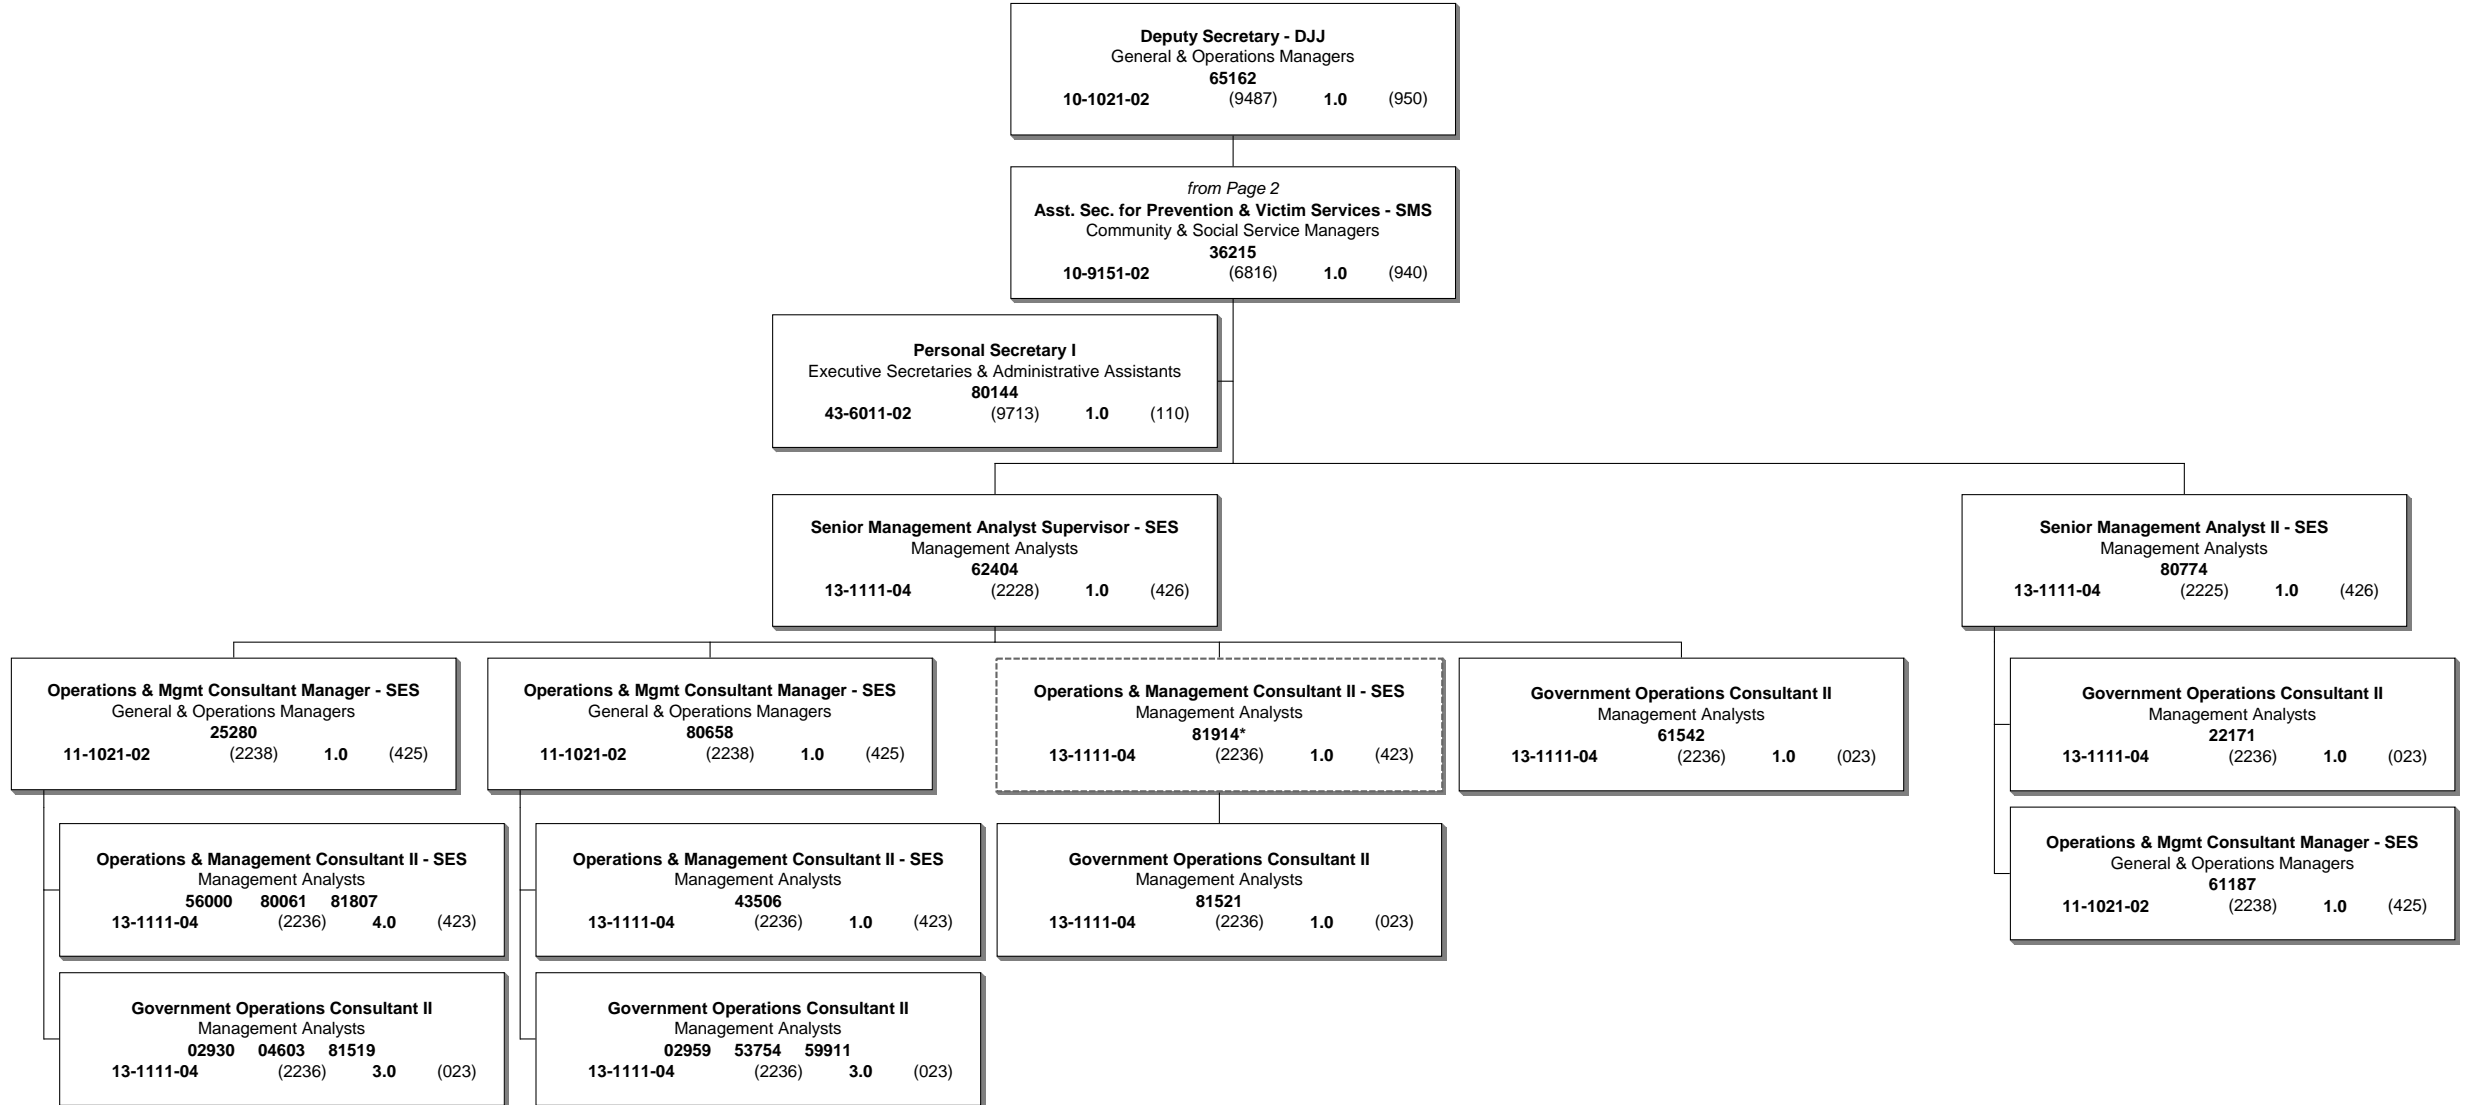 Deputy Secretary - DJJ
General & Operations Managers
65162
10-1021-02 (9487) 1.0 (950)
from Page 2
Asst. Sec. for Prevention & Victim Services - SMS
Community & Social Service Managers
36215
10-9151-02 (6816) 1.0 (940)
Personal Secretary I
Executive Secretaries & Administrative Assistants
80144
43-6011-02 (9713) 1.0 (110)
Senior Management Analyst Supervisor - SES
Management Analysts
62404
13-1111-04 (2228) 1.0 (426)
Senior Management Analyst II - SES
Management Analysts
80774
13-1111-04 (2225) 1.0 (426)
Operations & Mgmt Consultant Manager - SES
General & Operations Managers
25280
11-1021-02 (2238) 1.0 (425)
Operations & Mgmt Consultant Manager - SES
General & Operations Managers
80658
11-1021-02 (2238) 1.0 (425)
Operations & Management Consultant II - SES
Management Analysts
81914*
13-1111-04 (2236) 1.0 (423)
Government Operations Consultant II
Management Analysts
61542
13-1111-04 (2236) 1.0 (023)
Government Operations Consultant II
Management Analysts
22171
13-1111-04 (2236) 1.0 (023)
Operations & Management Consultant II - SES
Management Analysts
56000 80061 81807
13-1111-04 (2236) 4.0 (423)
Operations & Management Consultant II - SES
Management Analysts
43506
13-1111-04 (2236) 1.0 (423)
Government Operations Consultant II
Management Analysts
81521
13-1111-04 (2236) 1.0 (023)
Operations & Mgmt Consultant Manager - SES
General & Operations Managers
61187
11-1021-02 (2238) 1.0 (425)
Government Operations Consultant II
Management Analysts
02930 04603 81519
13-1111-04 (2236) 3.0 (023)
Government Operations Consultant II
Management Analysts
02959 53754 59911
13-1111-04 (2236) 3.0 (023)